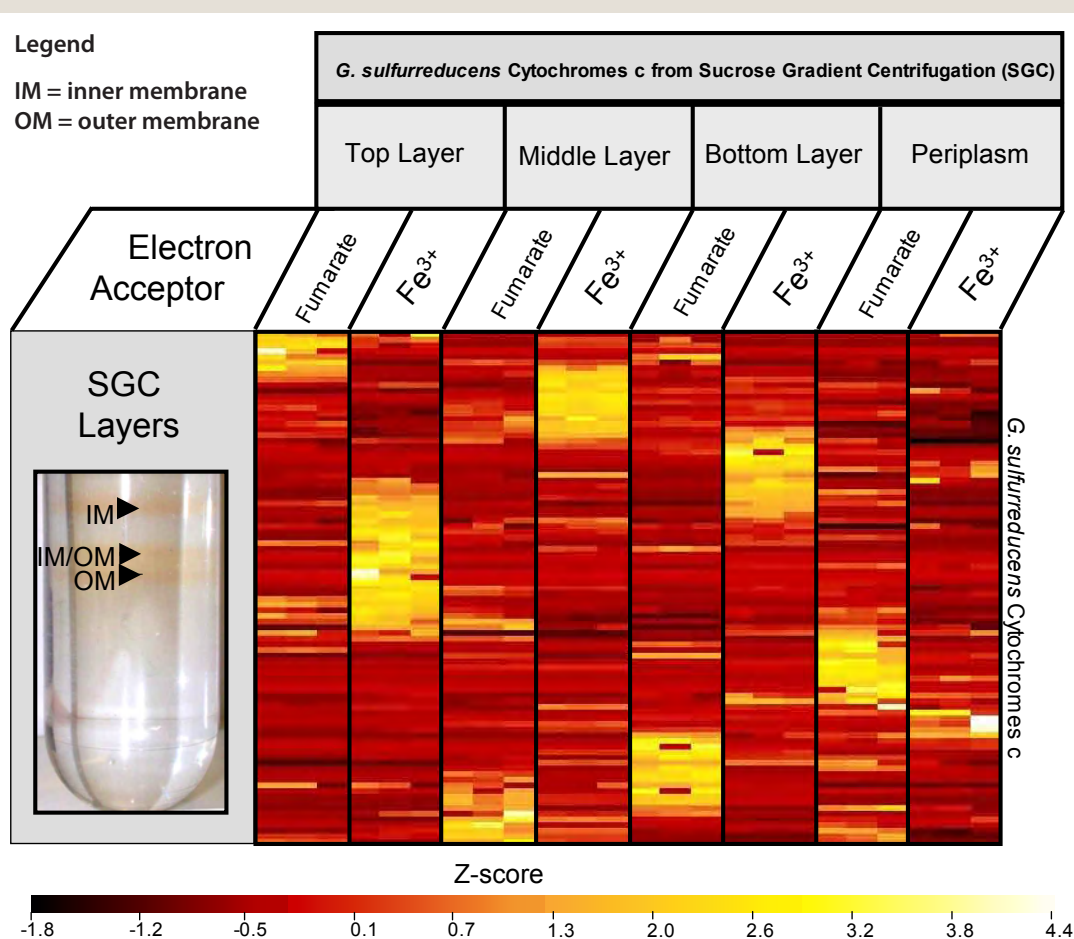 Legend
IM = inner membrane
OM = outer membrane
G. sulfurreducens Cytochromes c from Sucrose Gradient Centrifugation (SGC)
Top Layer
Middle Layer
Bottom Layer
Periplasm
Electron
Acceptor
Fumarate
Fe3+
Fumarate
Fe3+
Fumarate
Fe3+
Fumarate
Fe3+
SGC
Layers
IM
IM/OM
OM
G. sulfurreducens Cytochromes c
Z-score
-1.8 -1.2 -0.5 0.1 0.7 1.3 2.0 2.6 3.2 3.8 4.4